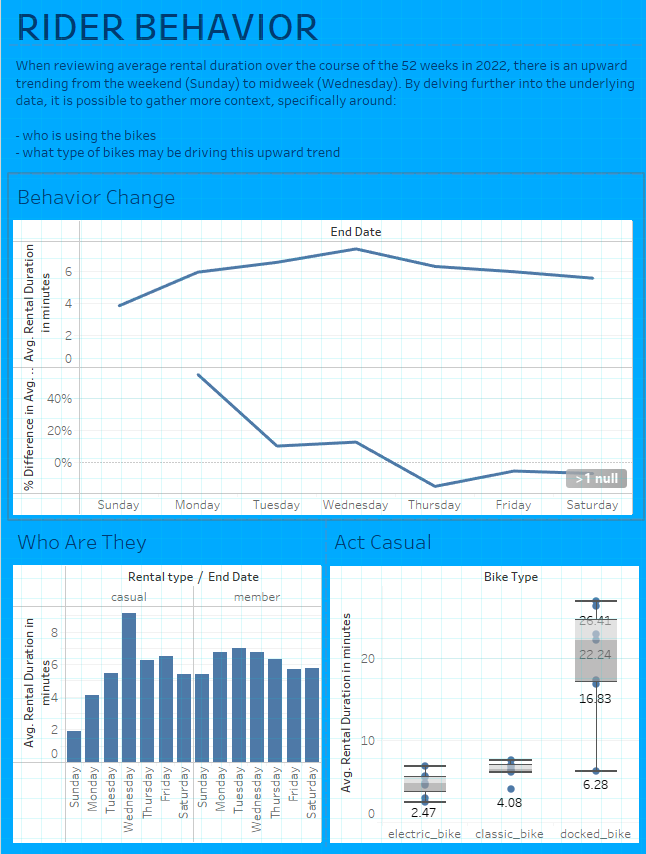 RIDER BEHAVIOR
When reviewing average rental duration over the course of the 52 weeks in 2022, there is an upward
trending from the weekend (Sunday) to midweek (Wednesday). By delving further into the underlying
data, it is possible to gather more context, specifically around:
- who is using the bikes
- what type of bikes may be driving this upward trend
Behavior Change
End Date
Avg. Rental Duration
in minutes
6
4
2
0
% Difference in Avg. ..
40%
20%
0%
>1 null
Sunday Monday Tuesday Wednesday Thursday Friday Saturday
Who Are They
Rental type / End Date
casual member
Avg. Rental Duration in
minutes
8
6
4
2
0
Sunday Monday Tuesday Wednesday Thursday Friday Saturday Sunday Monday Tuesday Wednesday Thursday Friday Saturday
Act Casual
Bike Type
Avg. Rental Duration in minutes
20
10
0
26.41
22.24
16.83
6.28
4.08
2.47
electric_bike classic_bike docked_bike